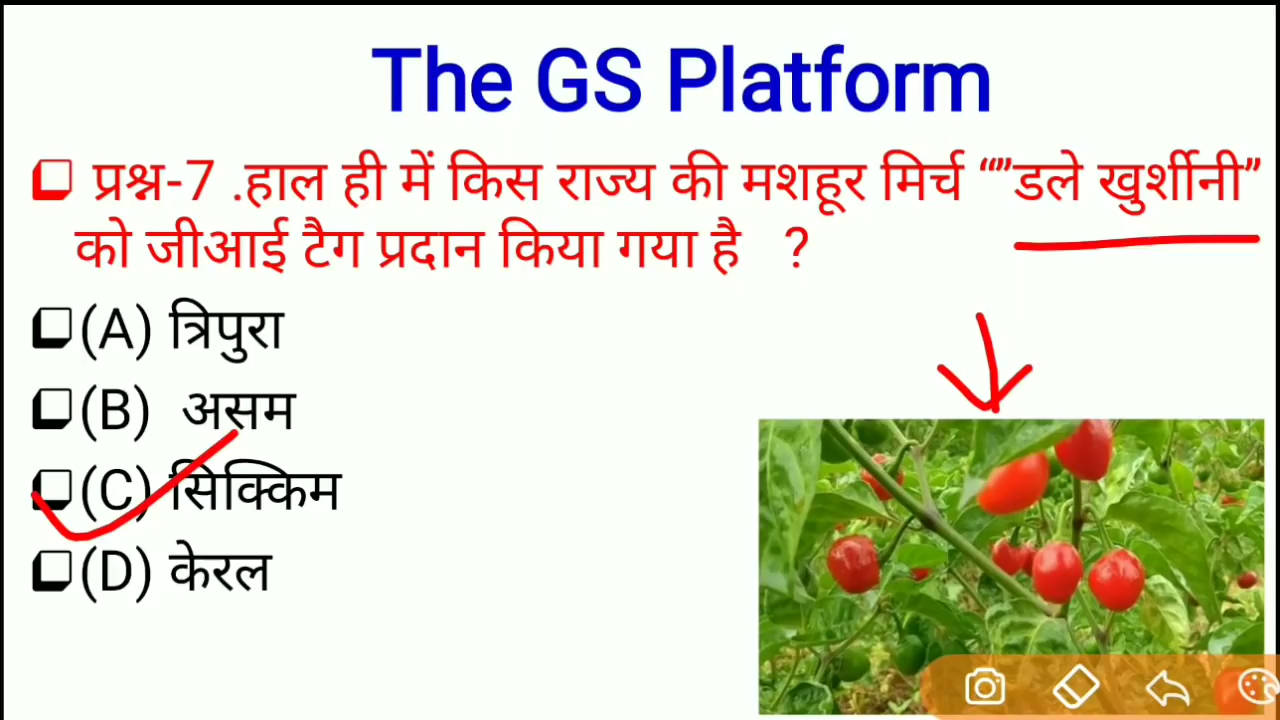 The GS Platform
❑ प्रश्न-7 .हाल ही में किस राज्य की मशहूर मिर्च “”डले खुर्शीनी”
को जीआई टैग प्रदान किया गया है ?
❑(A) त्रिपुरा
❑(B) असम
❑(C) सिक्किम
❑(D) केरल